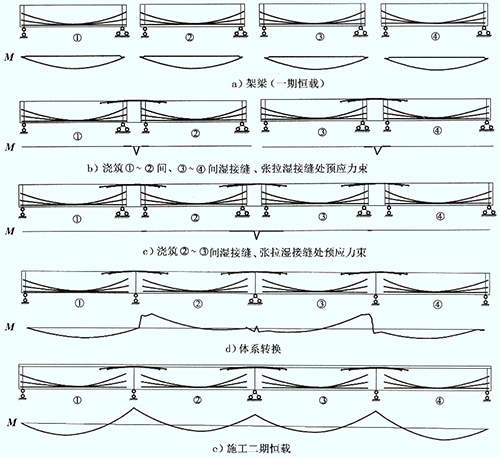 ① ② ③ ④
M
a）架梁（一期恒载）
① ② ③ ④
M
b）浇筑①~②间、③~④间湿接缝、张拉湿接缝处预应力束
① ② ③ ④
M
c）浇筑②~③间湿接缝、张拉湿接缝处预应力束
① ② ③ ④
M
d）体系转换
① ② ③ ④
M
e）施工二期恒载